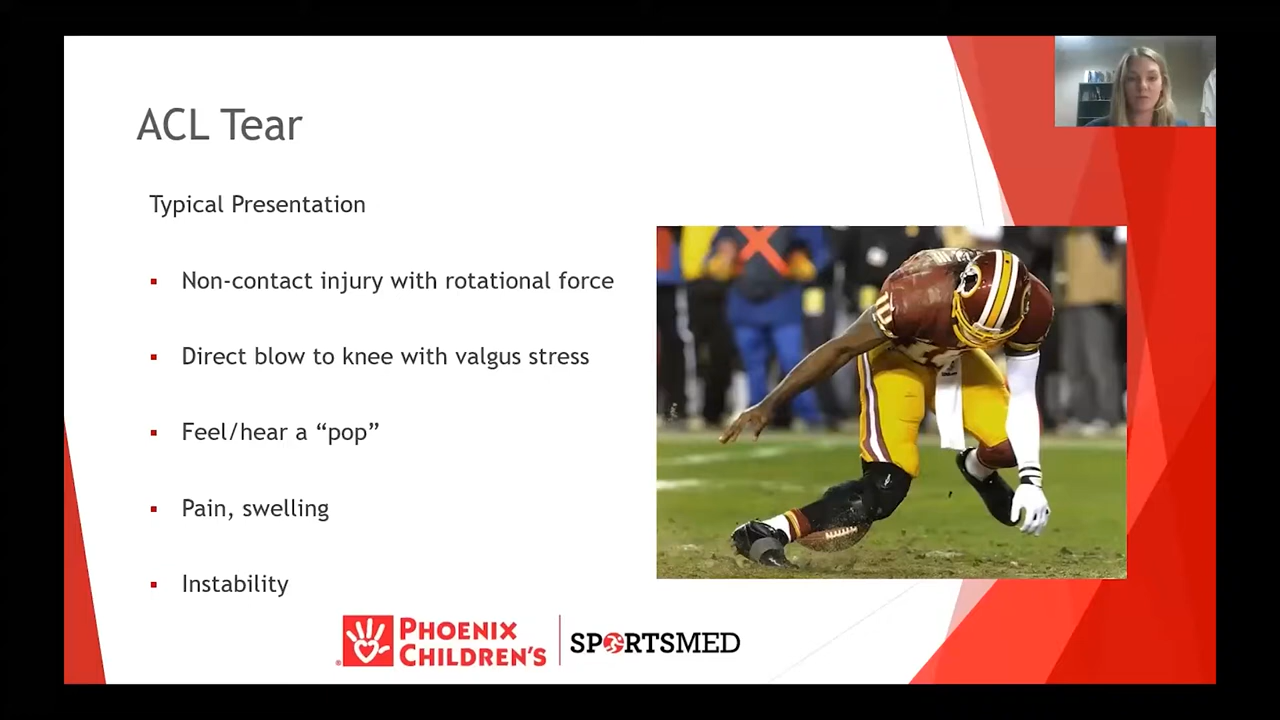 ACL Tear
Typical Presentation
Non-contact injury with rotational force
Direct blow to knee with valgus stress
Feel/hear a “pop”
Pain, swelling
Instability
PHOENIX
CHILDREN'S
SPORTSMED
10